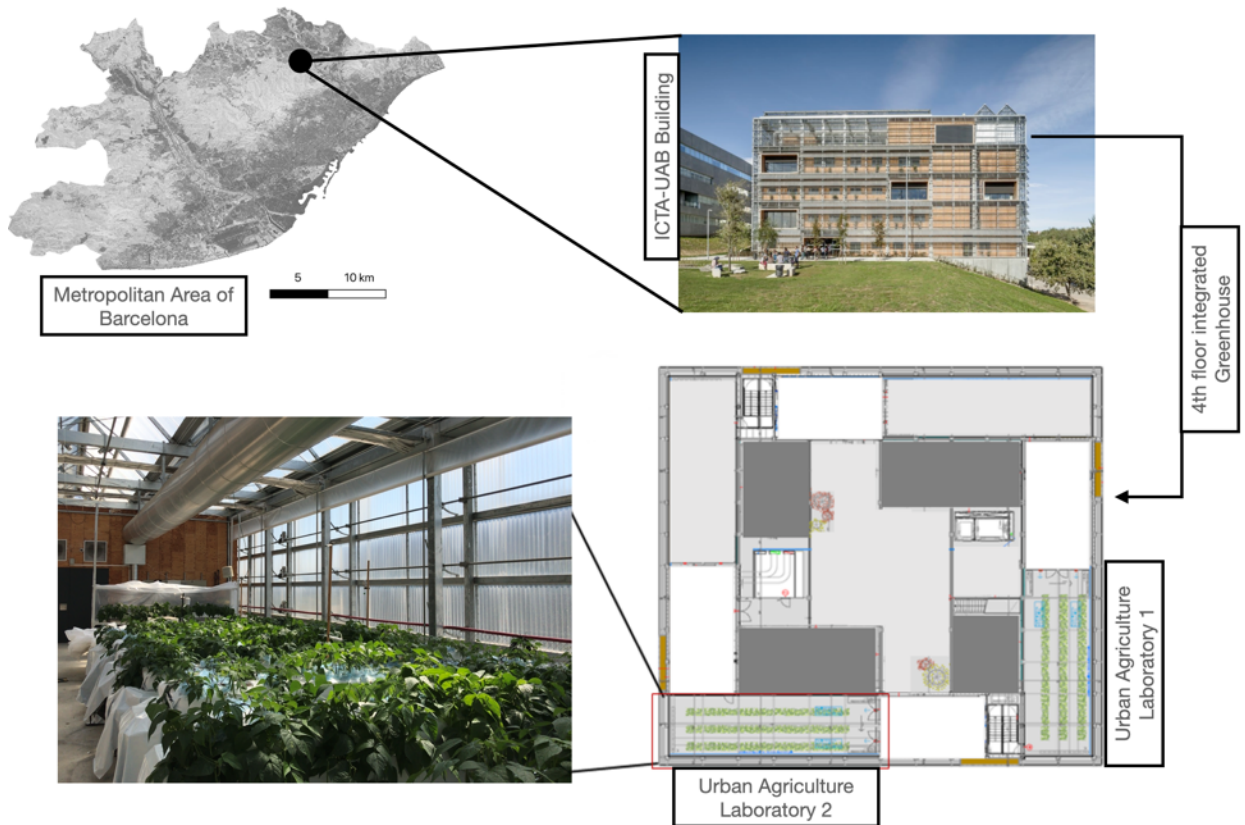 ICTA-UAB Building
Metropolitan Area of
Barcelona
5 10 km
4th floor integrated
Greenhouse
Urban Agriculture
Laboratory 1
Urban Agriculture
Laboratory 2